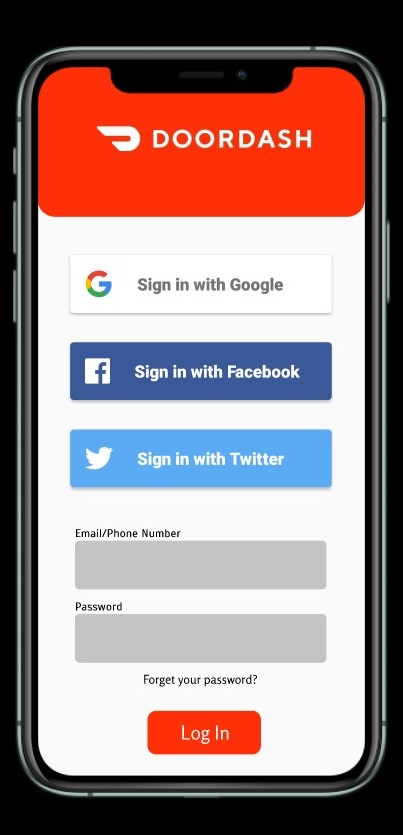 DOORDASH
Sign in with Google
Sign in with Facebook
Sign in with Twitter
Email/Phone Number
Password
Forget your password?
Log In